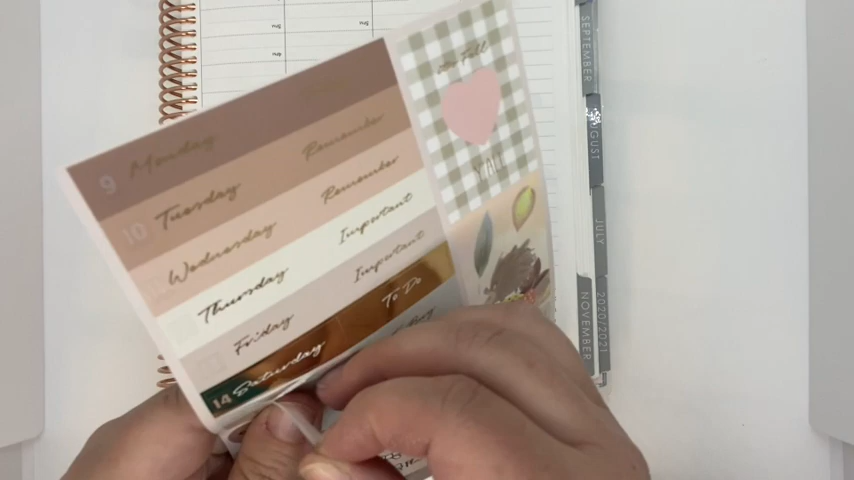 9 Monday
10 Tuesday Remember
Wednesday Remember
Thursday Important
Friday Important
14 Saturday To Do
Fall
Y'ALL
SEPTEMBER
AUGUST
JULY
NOVEMBER
2020/2021